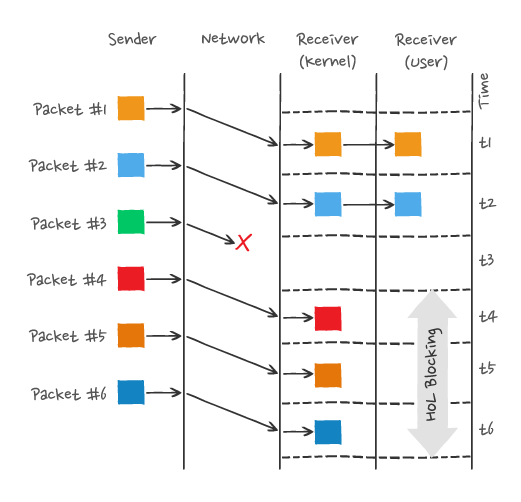 Sender
Network
Receiver
(Kernel)
Receiver
(User)
Time
Packet #1
t1
Packet #2
t2
Packet #3
t3
Packet #4
t4
Packet #5
t5
Packet #6
t6
HoL Blocking